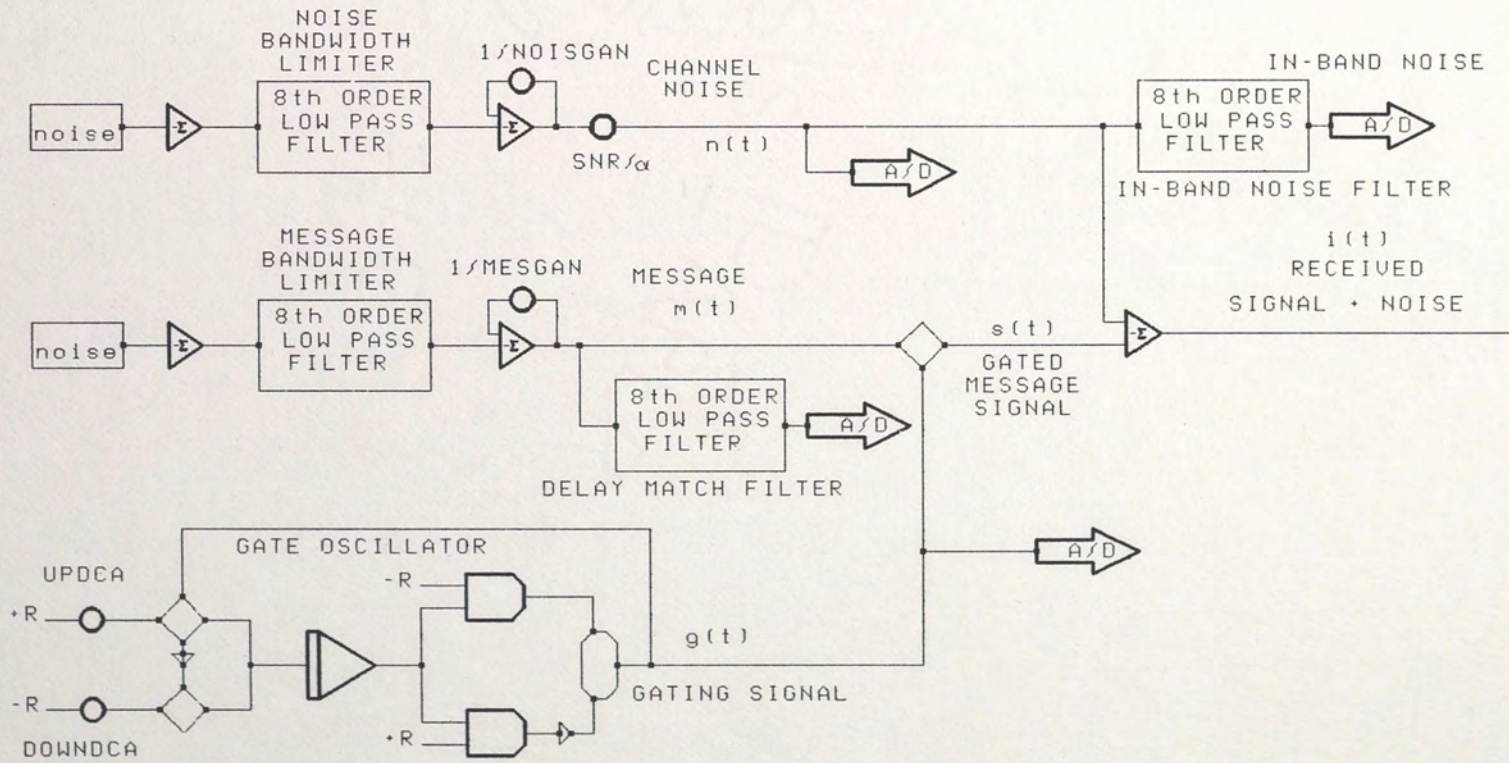 NOISE
BANDWIDTH
LIMITER
8th ORDER
LOW PASS
FILTER
noise
-Σ
1/NOISGAN
-Σ
SNR/α
CHANNEL
NOISE
n(t)
A/D
8th ORDER
LOW PASS
FILTER
IN-BAND NOISE
A/D
IN-BAND NOISE FILTER
MESSAGE
BANDWIDTH
LIMITER
8th ORDER
LOW PASS
FILTER
noise
-Σ
1/MESGAN
-Σ
MESSAGE
m(t)
8th ORDER
LOW PASS
FILTER
A/D
DELAY MATCH FILTER
s(t)
GATED
MESSAGE
SIGNAL
-Σ
i(t)
RECEIVED
SIGNAL + NOISE
A/D
GATE OSCILLATOR
UPDCA
+R
-R
DOWNDCA
-R
+R
g(t)
GATING SIGNAL